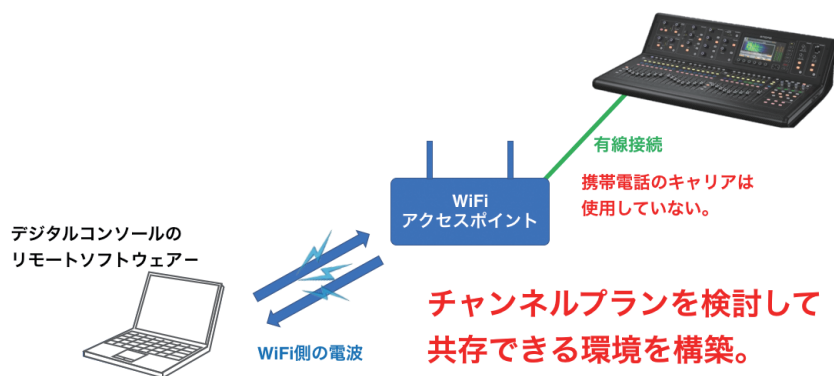 有線接続
携帯電話のキャリアは
使用していない。
WiFi
アクセスポイント
デジタルコンソールの
リモートソフトウェアー
WiFi側の電波
チャンネルプランを検討して
共存できる環境を構築。